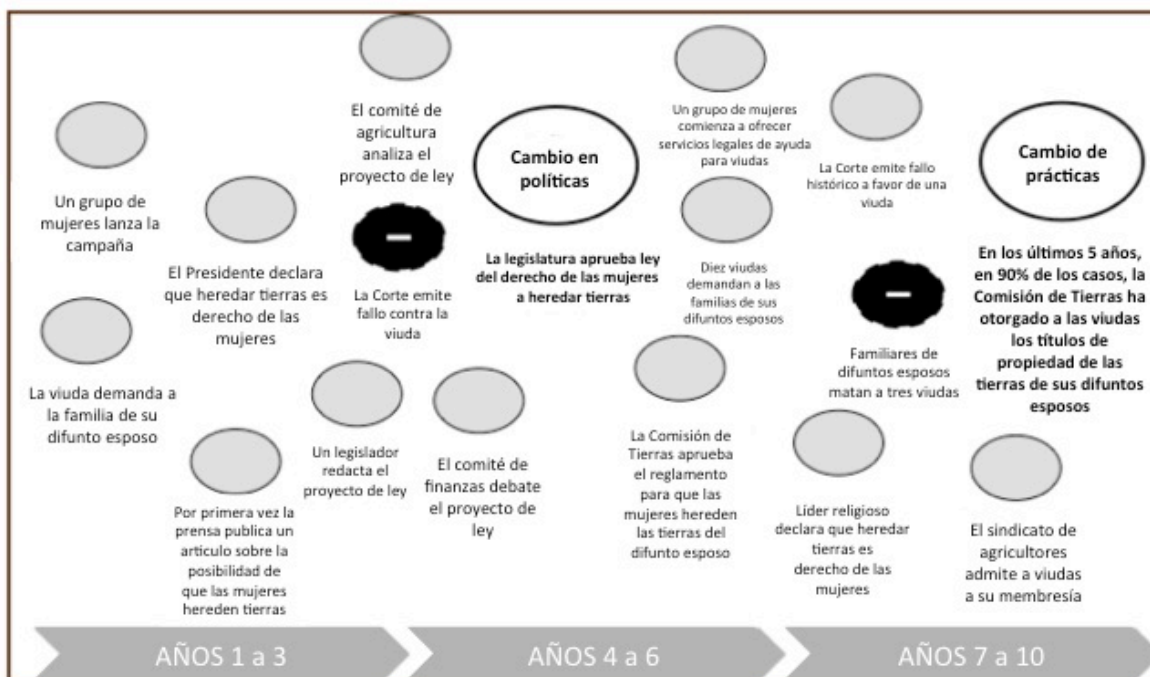 Un grupo de
mujeres lanza la
campaña
La viuda demanda a
la familia de su
difunto esposo
El Presidente declara
que heredar tierras es
derecho de las
mujeres
Por primera vez la
prensa publica un
artículo sobre la
posibilidad de
que las mujeres
hereden tierras
El comité de
agricultura
analiza el
proyecto de ley
La Corte emite
fallo contra la
viuda
Un legislador
redacta el
proyecto de ley
El comité de
finanzas debate
el proyecto de
ley
Cambio en
políticas
La legislatura aprueba ley
del derecho de las mujeres
a heredar tierras
Un grupo de mujeres
comienza a ofrecer
servicios legales de ayuda
para viudas
Diez viudas
demandan a las
familias de sus
difuntos esposos
La Comisión de
Tierras aprueba
el reglamento
para que las
mujeres hereden
las tierras del
difunto esposo
La Corte emite fallo
histórico a favor de una
viuda
Familiares de
difuntos esposos
matan a tres viudas
Líder religioso
declara que heredar
tierras es
derecho de las
mujeres
Cambio de
prácticas
En los últimos 5 años,
en 90% de los casos, la
Comisión de Tierras ha
otorgado a las viudas
los títulos de
propiedad de las
tierras de sus difuntos
esposos
El sindicato de
agricultores
admite a viudas
a su membresía
AÑOS 1 a 3
AÑOS 4 a 6
AÑOS 7 a 10